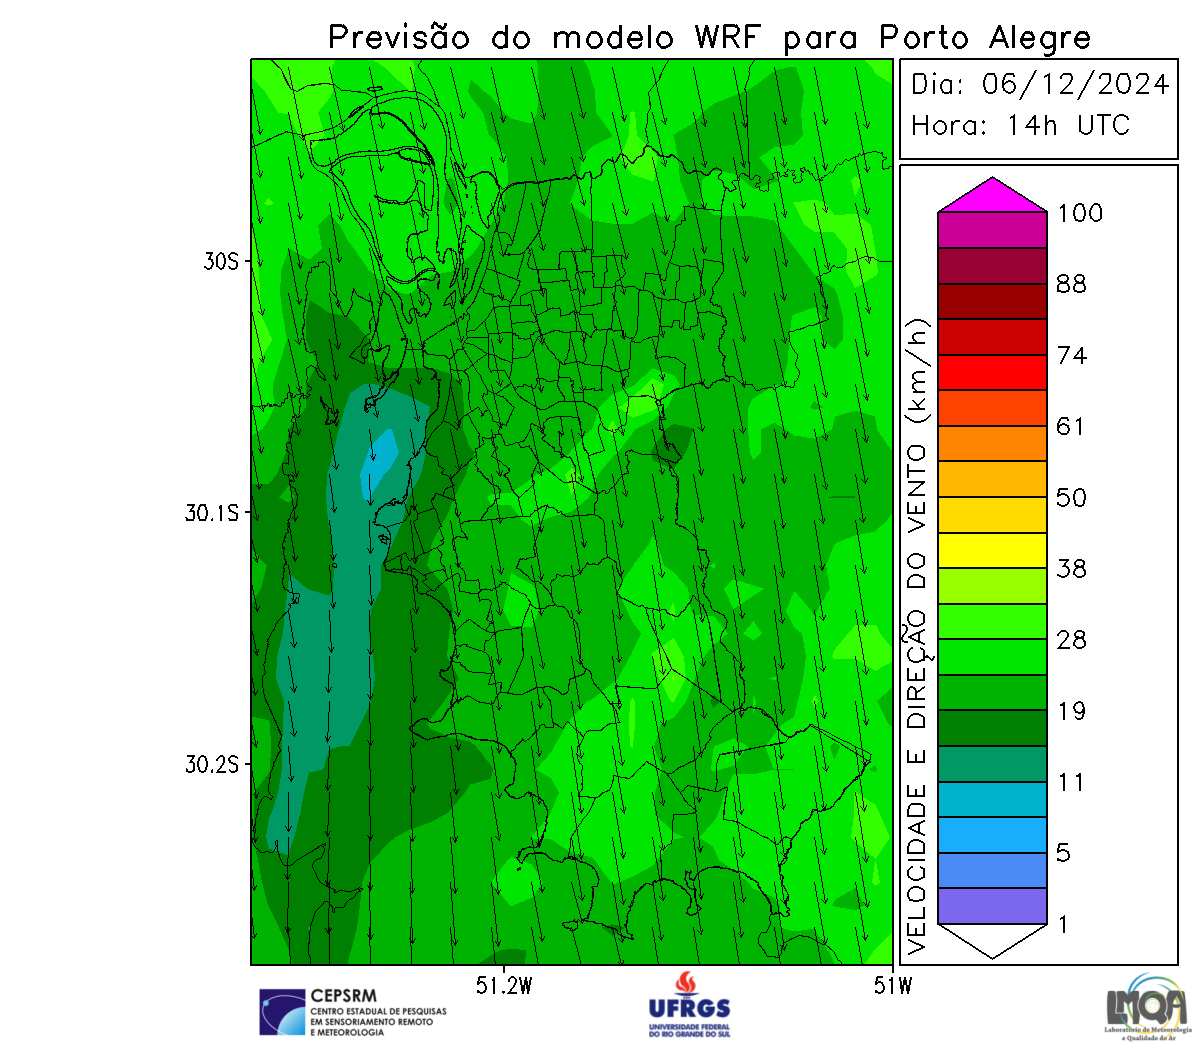 Previsão do modelo WRF para Porto Alegre
Dia: 06/12/2024
Hora: 14h UTC
30S
30.1S
30.2S
51.2W
51W
VELOCIDADE E DIREÇÃO DO VENTO (km/h)
100
88
74
61
50
38
28
19
11
5
1
CEPSRM
CENTRO ESTADUAL DE PESQUISAS
EM SENSORIAMENTO REMOTO
E METEOROLOGIA
UFRGS
UNIVERSIDADE FEDERAL
DO RIO GRANDE DO SUL
LMQA
Laboratório de Meteorologia
e Qualidade do Ar